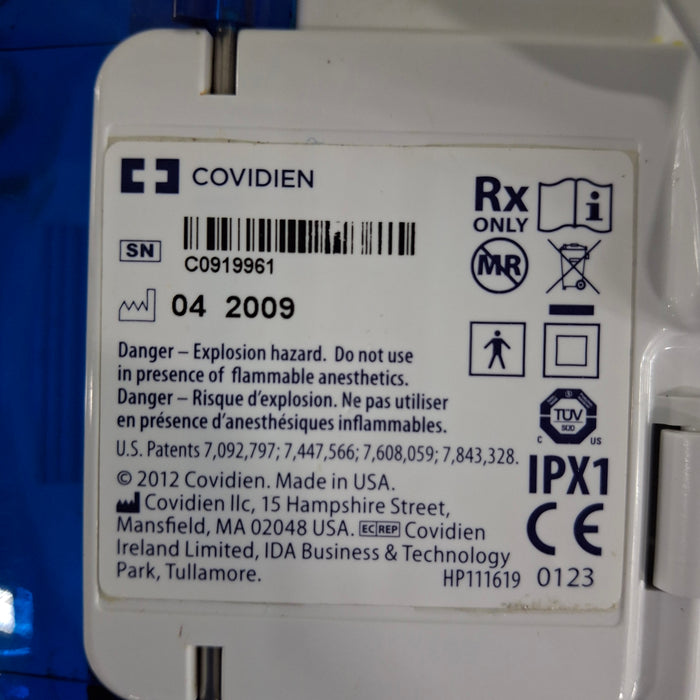 COVIDIEN
Rx
ONLY
i
SN
C0919961
MR
04 2009
Danger – Explosion hazard. Do not use
in presence of flammable anesthetics.
Danger – Risque d'explosion. Ne pas utiliser
en présence d'anesthésiques inflammables.
TÜV
SÜD
C US
U.S. Patents 7,092,797; 7,447,566; 7,608,059; 7,843,328.
IPX1
© 2012 Covidien. Made in USA.
Covidien llc, 15 Hampshire Street,
Mansfield, MA 02048 USA. EC REP Covidien
Ireland Limited, IDA Business & Technology
Park, Tullamore.
CE
HP111619 0123